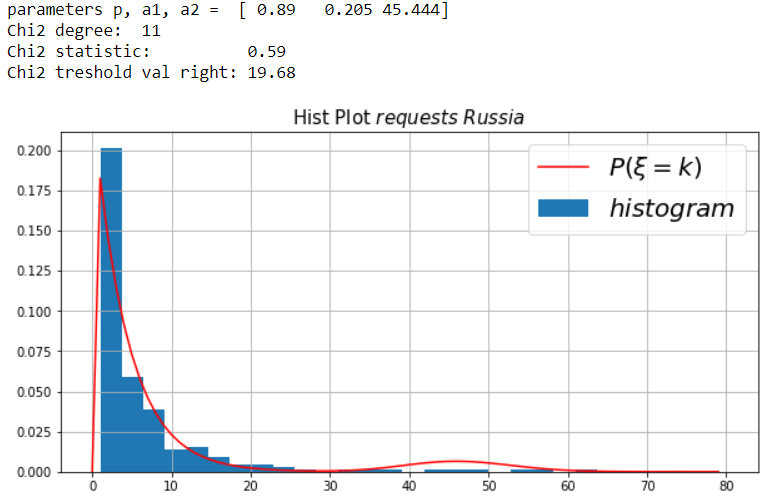 parameters p, a1, a2 =  [ 0.89   0.205 45.444]
Chi2 degree:  11
Chi2 statistic:         0.59
Chi2 treshold val right: 19.68
Hist Plot requests Russia
P(ξ = k)
histogram
0.200
0.175
0.150
0.125
0.100
0.075
0.050
0.025
0.000
0 10 20 30 40 50 60 70 80